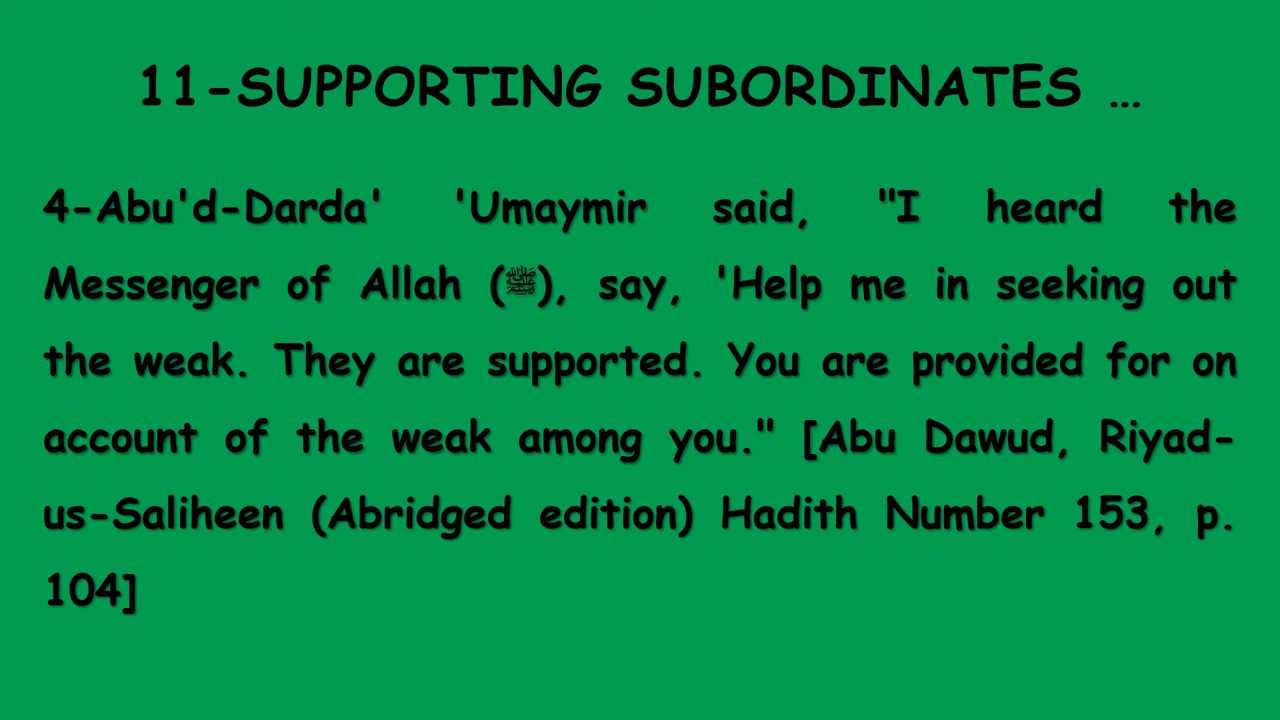 11-SUPPORTING SUBORDINATES …
4-Abu'd-Darda' 'Umaymir said, "I heard the
Messenger of Allah (ﷺ), say, 'Help me in seeking out
the weak. They are supported. You are provided for on
account of the weak among you." [Abu Dawud, Riyad-
us-Saliheen (Abridged edition) Hadith Number 153, p.
104]